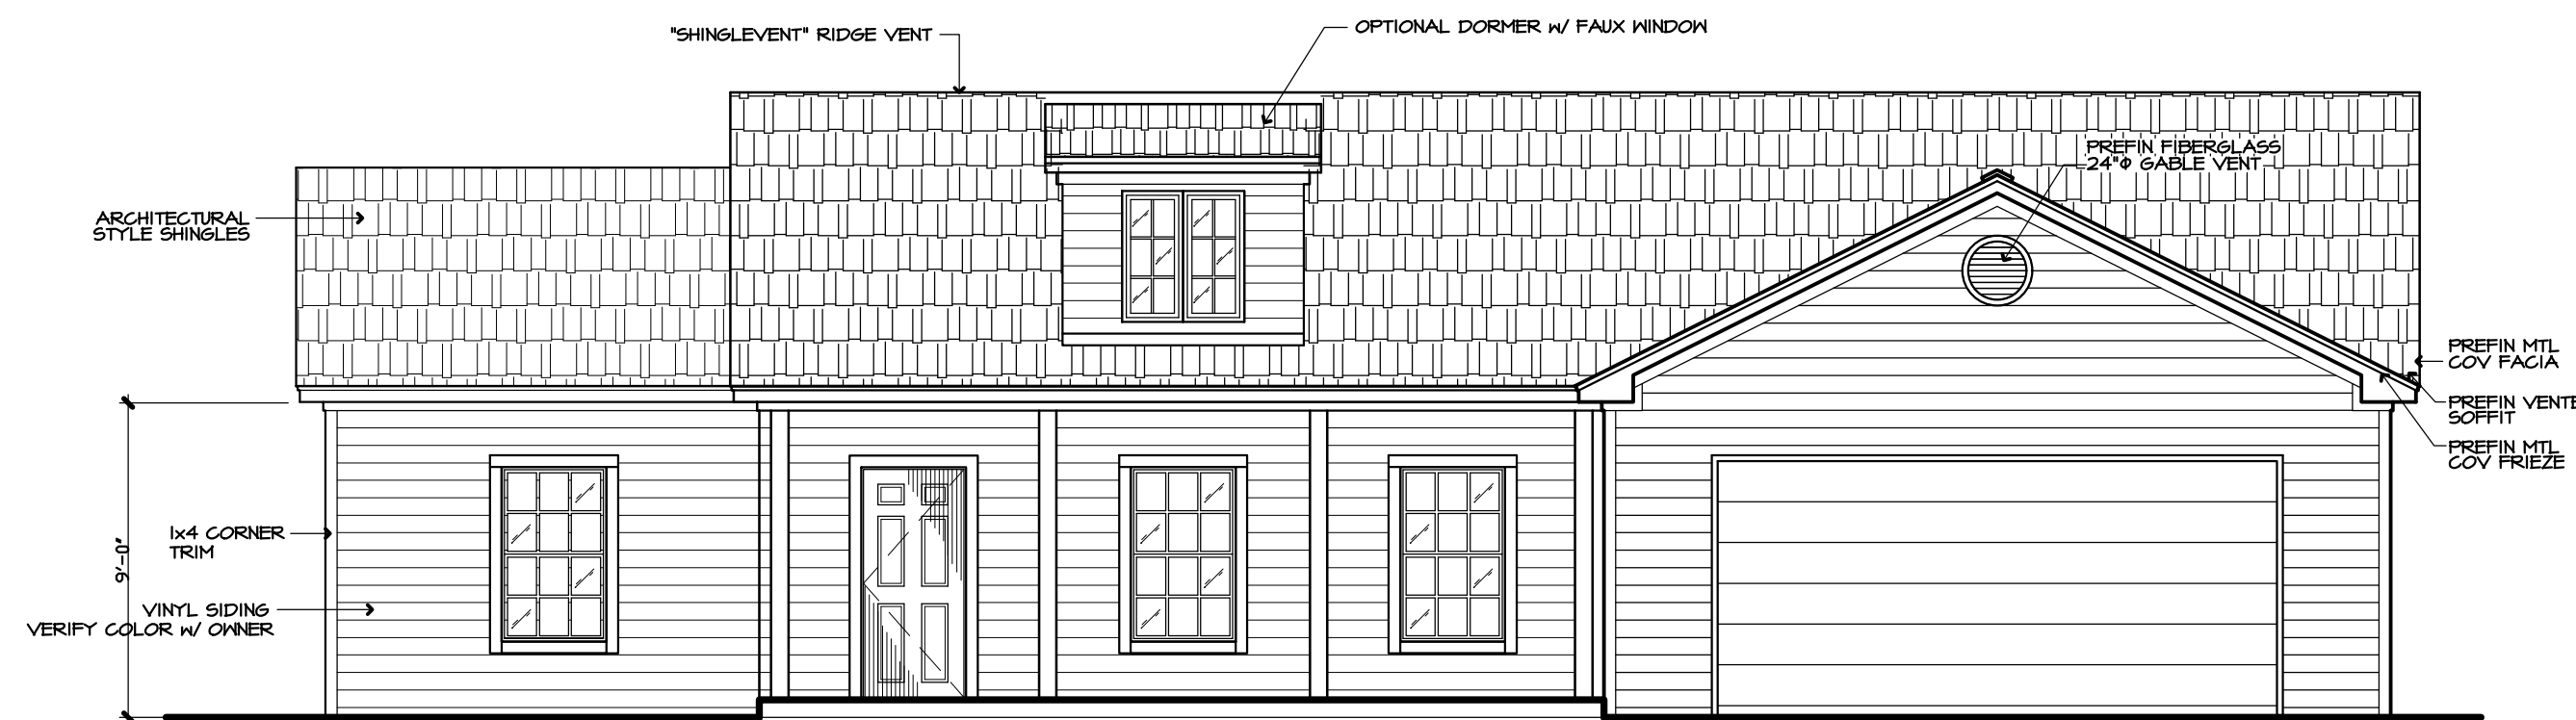 "SHINGLEVENT" RIDGE VENT
OPTIONAL DORMER w/ FAUX WINDOW
PREFIN FIBERGLASS
24"Φ GABLE VENT
ARCHITECTURAL
STYLE SHINGLES
PREFIN MTL
COV FACIA
PREFIN VENTE
SOFFIT
PREFIN MTL
COV FRIEZE
1x4 CORNER
TRIM
9'-0"
VINYL SIDING
VERIFY COLOR w/ OWNER